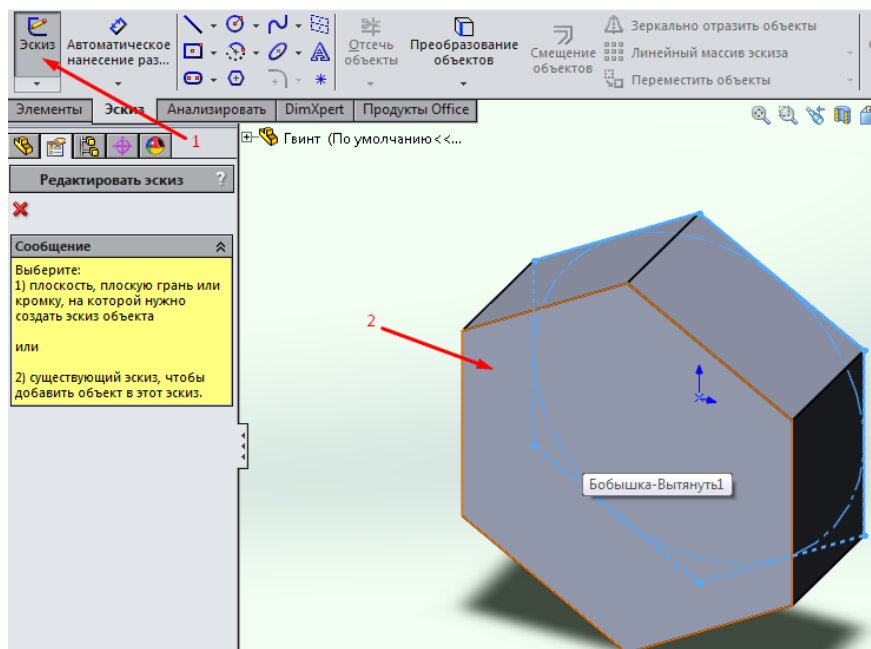 Эскиз
Автоматическое
нанесение раз...
Отсечь
объекты
Преобразование
объектов
Смещение
объектов
Зеркально отразить объекты
Линейный массив эскиза
Переместить объекты
Элементы
Эскиз
Анализировать
DimXpert
Продукты Office
1
Гвинт (По умолчанию<<...
Редактировать эскиз
?
Сообщение
Выберите:
1) плоскость, плоскую грань или
кромку, на которой нужно
создать эскиз объекта
или
2) существующий эскиз, чтобы
добавить объект в этот эскиз.
2
Бобышка-Вытянуть1